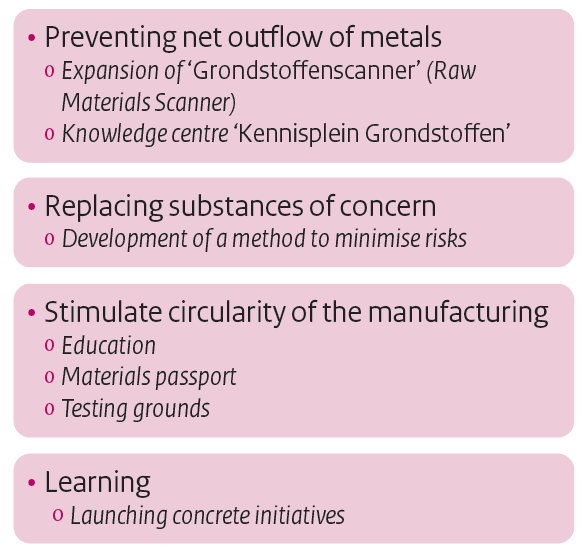 • Preventing net outflow of metals
o Expansion of ‘Grondstoffenscanner’ (Raw
Materials Scanner)
o Knowledge centre ‘Kennisplein Grondstoffen’
• Replacing substances of concern
o Development of a method to minimise risks
• Stimulate circularity of the manufacturing
o Education
o Materials passport
o Testing grounds
• Learning
o Launching concrete initiatives